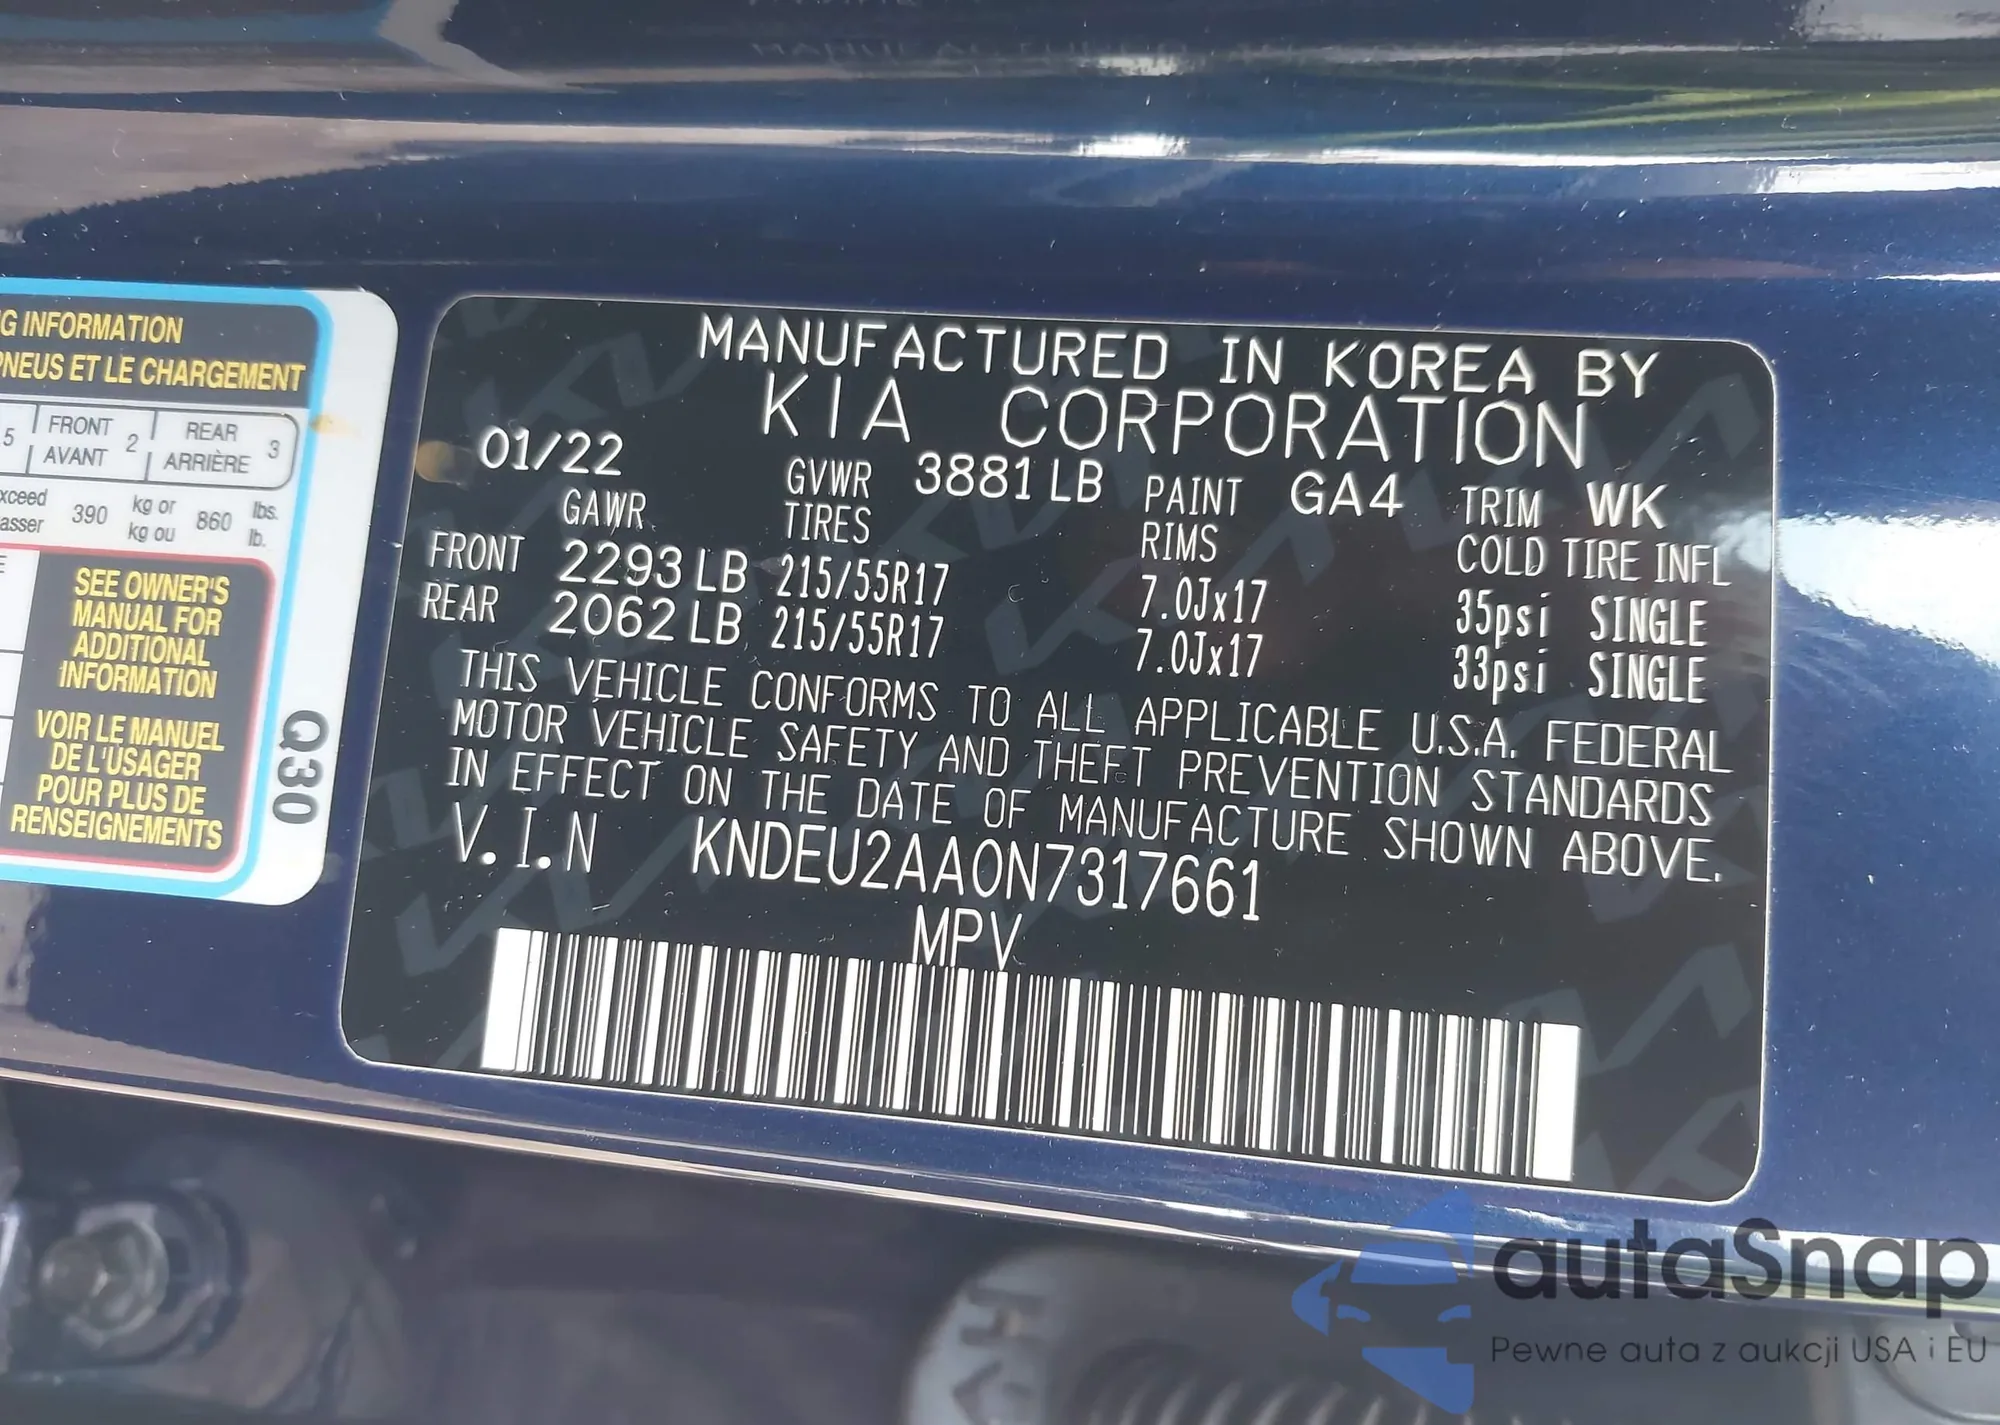 G INFORMATION
PNEUS ET LE CHARGEMENT
5 FRONT AVANT 2 REAR ARRIÈRE 3
xceed asser 390 kg or kg ou 860 lbs. lb.
SEE OWNER'S
MANUAL FOR
ADDITIONAL
INFORMATION
VOIR LE MANUEL
DE L'USAGER
POUR PLUS DE
RENSEIGNEMENTS
Q30
MANUFACTURED IN KOREA BY
KIA CORPORATION
01/22 GVWR 3881 LB PAINT GA4 TRIM WK
GAWR TIRES RIMS COLD TIRE INFL
FRONT 2293 LB 215/55R17 7.0Jx17 35psi SINGLE
REAR 2062 LB 215/55R17 7.0Jx17 33psi SINGLE
THIS VEHICLE CONFORMS TO ALL APPLICABLE U.S.A. FEDERAL
MOTOR VEHICLE SAFETY AND THEFT PREVENTION STANDARDS
IN EFFECT ON THE DATE OF MANUFACTURE SHOWN ABOVE.
V.I.N KNDEU2AA0N7317661
MPV
autaSnap
Pewne auta z aukcji USA i EU